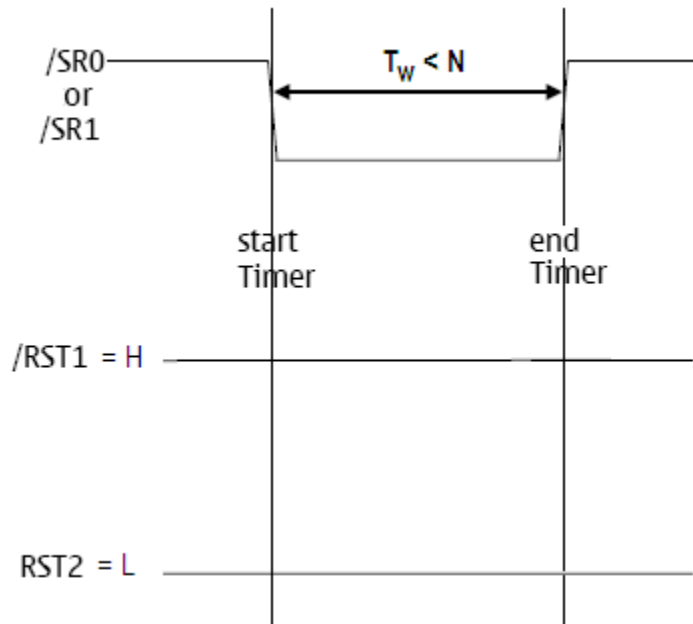 /SR0
or
/SR1
Tw < N
start
Timer
end
Timer
/RST1 = H
RST2 = L